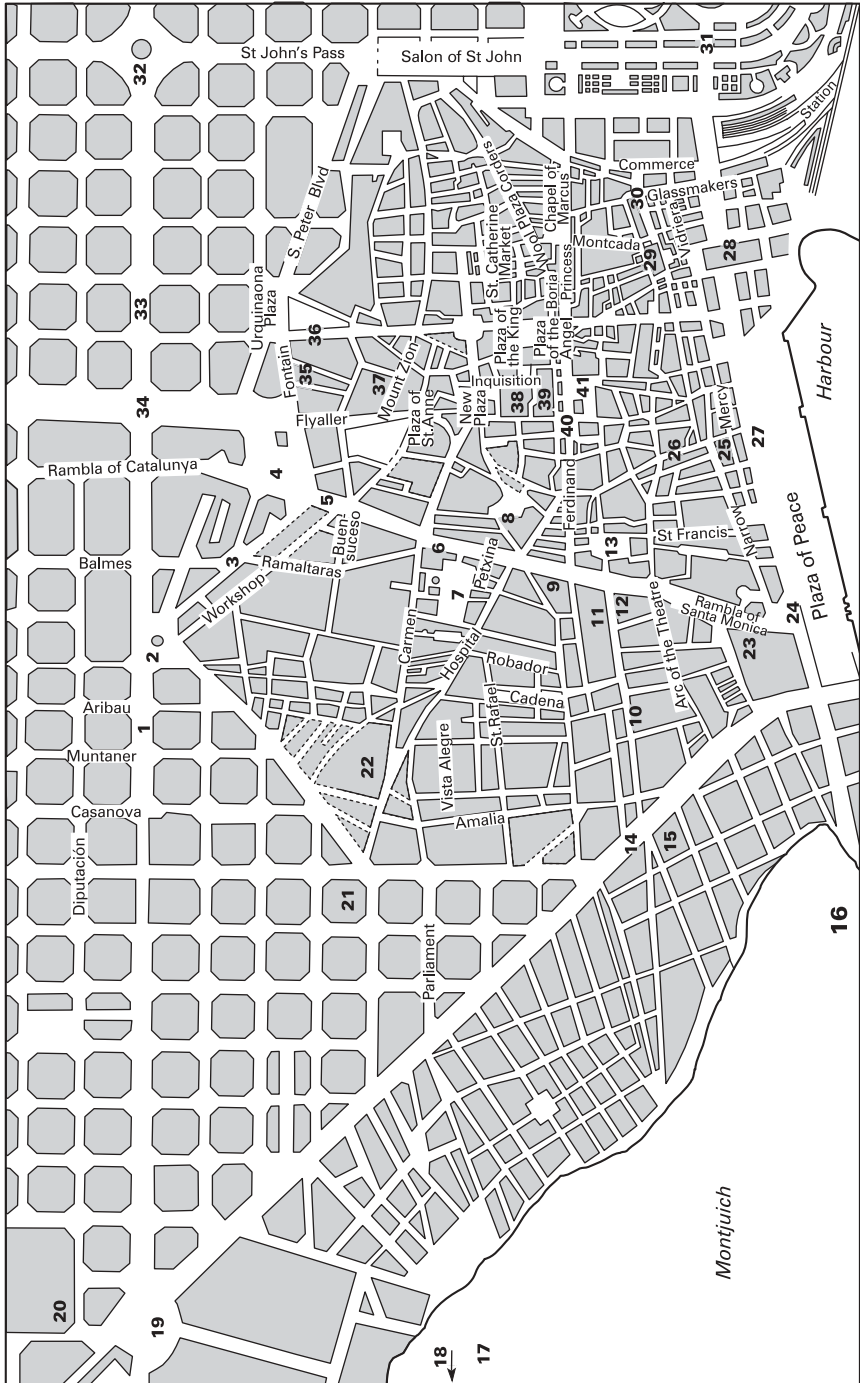 St John's Pass
Salon of St John
31
32
Station
Commerce
Glassmakers
30
Corders
Chapel of
Marcus
S. Peter Blvd
Plaza
St. Catherine
Market
Montcada
29
Vidriera
28
Princess
Boria
Urquinaona
Plaza
33
36
Plaza of
the King
Plaza
of the
Angel
34
Fontain
35
37
Mount Zion
Inquisition
38
39
41
New
Plaza
Plaza of
St. Anne
Flyaller
Mercy
Harbour
Rambla of Catalunya
4
40
26
25
27
5
Ferdinand
8
Buen-
suceso
6
Petxina
13
St Francis
Narrow
Balmes
3
Ramaltaras
Workshop
7
9
11
12
Plaza of Peace
24
Rambla of
Santa Monica
2
Carmen
Hospital
Robador
Arc of the Theatre
23
Aribau
1
Cadena
St. Rafael
10
Muntaner
22
Vista Alegre
Casanova
Amalia
14
15
Diputación
21
16
Parliament
Montjuich
20
19
18
17